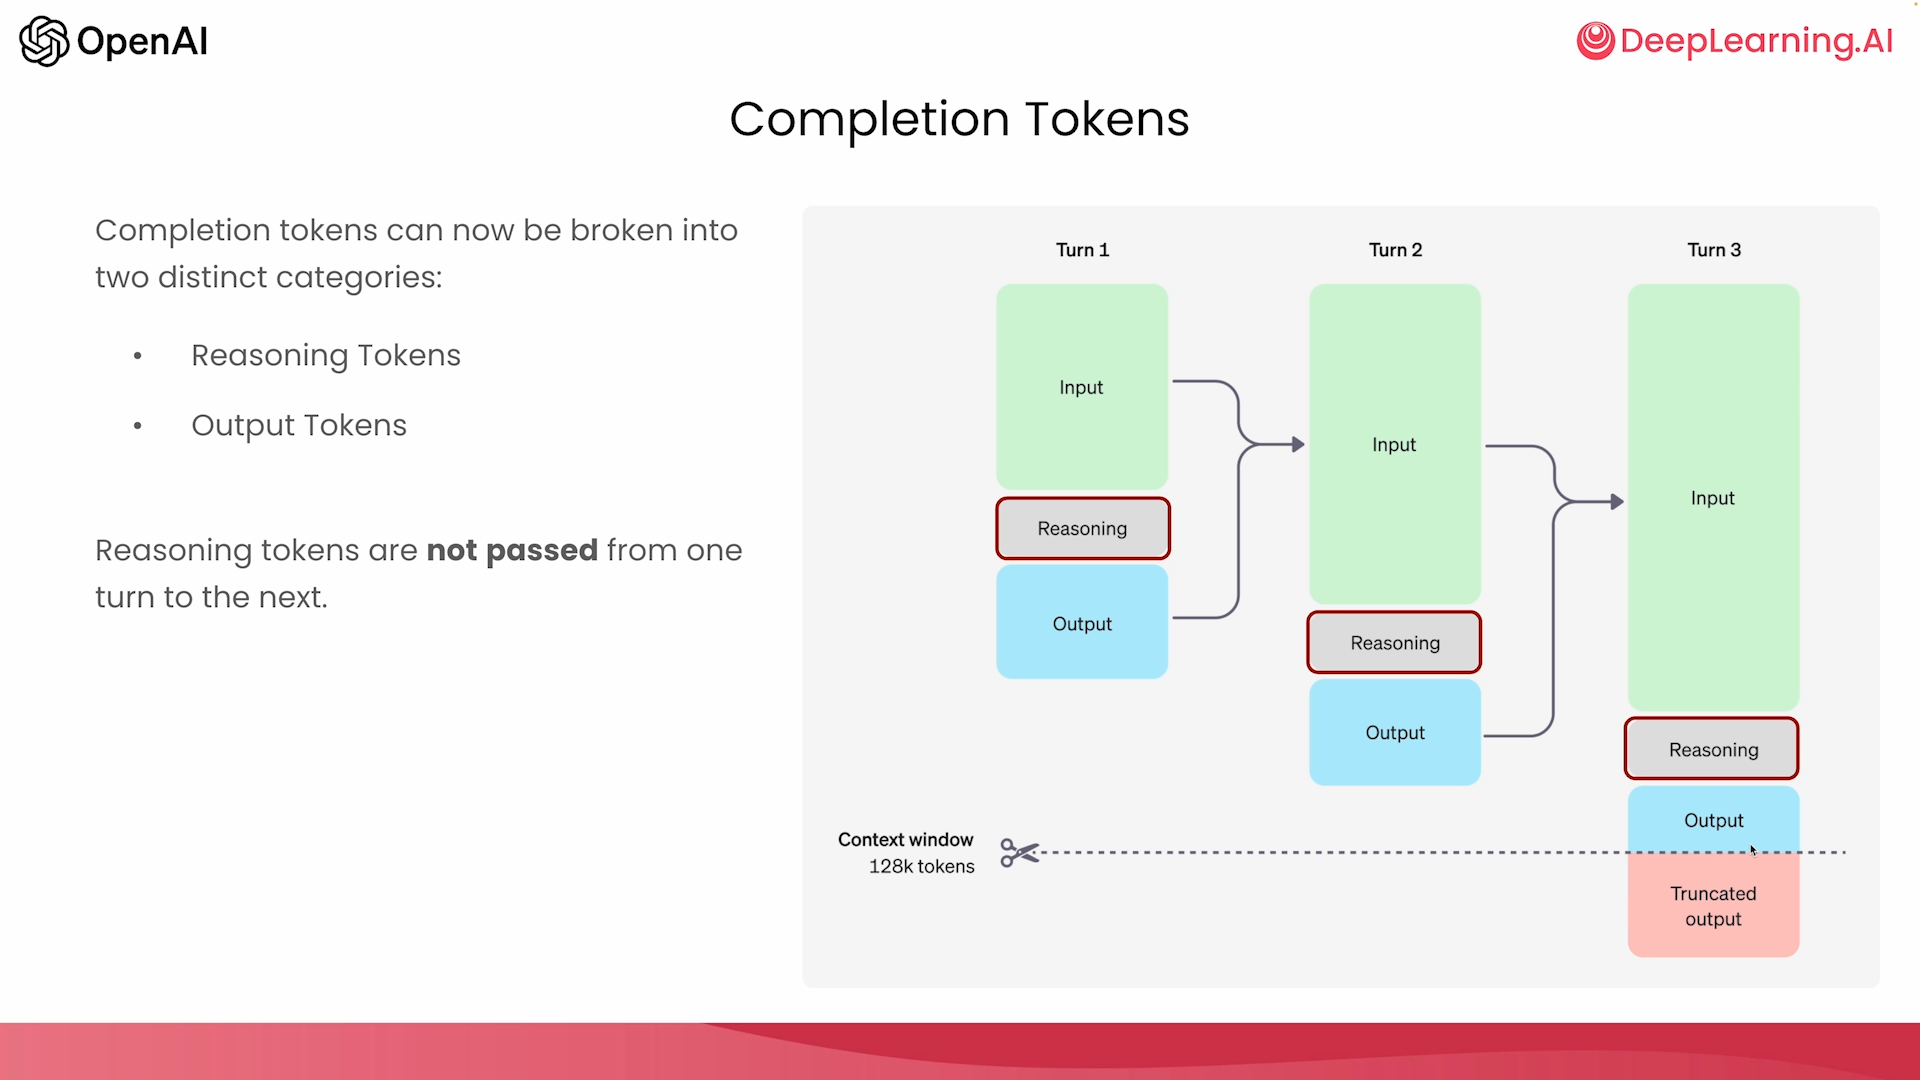 OpenAI
DeepLearning.AI
Completion Tokens
Completion tokens can now be broken into
two distinct categories:
• Reasoning Tokens
• Output Tokens
Reasoning tokens are not passed from one
turn to the next.
Turn 1
Turn 2
Turn 3
Input
Reasoning
Output
Input
Reasoning
Output
Input
Reasoning
Output
Truncated
output
Context window
128k tokens